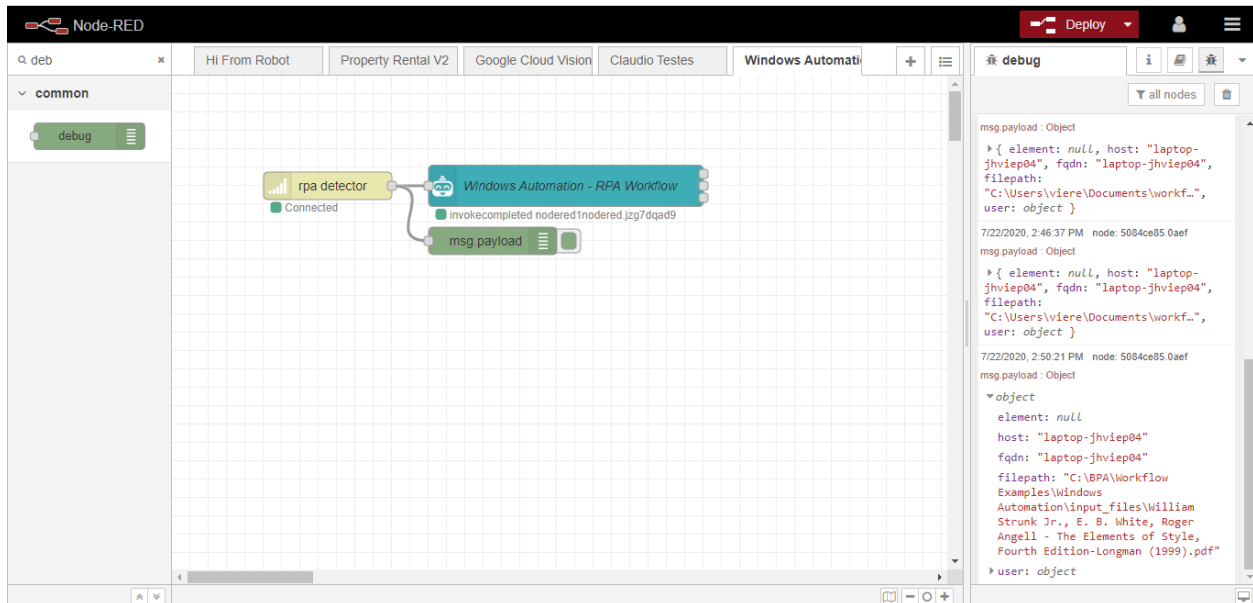 Node-RED
Deploy
deb
common
debug
Hi From Robot
Property Rental V2
Google Cloud Vision
Claudio Testes
Windows Automati
rpa detector
Connected
Windows Automation - RPA Workflow
invokecompleted nodered1nodered.jzg7dqad9
msg.payload
debug
i
all nodes
msg.payload : Object
{ element: null, host: "laptop-
jhviep04", fqdn: "laptop-jhviep04",
filepath:
"C:\Users\viere\Documents\workf…",
user: object }
7/22/2020, 2:46:37 PM node: 5084ce85.0aef
msg.payload : Object
{ element: null, host: "laptop-
jhviep04", fqdn: "laptop-jhviep04",
filepath:
"C:\Users\viere\Documents\workf…",
user: object }
7/22/2020, 2:50:21 PM node: 5084ce85.0aef
msg.payload : Object
object
element: null
host: "laptop-jhviep04"
fqdn: "laptop-jhviep04"
filepath: "C:\BPA\Workflow
Examples\Windows
Automation\input_files\William
Strunk Jr., E. B. White, Roger
Angell - The Elements of Style,
Fourth Edition-Longman (1999).pdf"
user: object